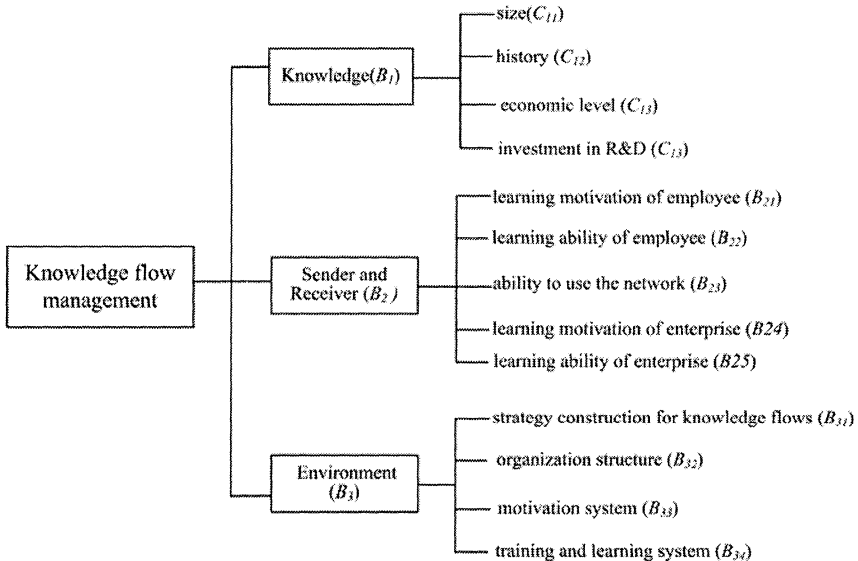 size(C11)
history (C12)
economic level (C13)
investment in R&D (C13)
Knowledge(B1)
learning motivation of employee (B21)
learning ability of employee (B22)
ability to use the network (B23)
learning motivation of enterprise (B24)
learning ability of enterprise (B25)
Knowledge flow
management
Sender and
Receiver (B2 )
strategy construction for knowledge flows (B31)
organization structure (B32)
motivation system (B33)
training and learning system (B34)
Environment
(B3)